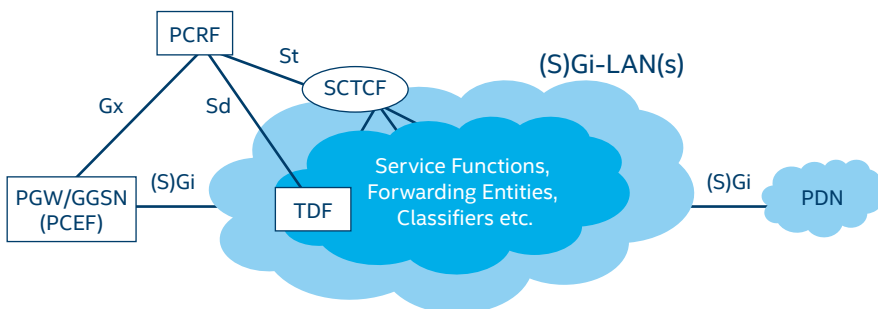 PCRF
St
(S)Gi-LAN(s)
SCTCF
Gx
Sd
Service Functions,
Forwarding Entities,
Classifiers etc.
(S)Gi
(S)Gi
PGW/GGSN
(PCEF)
TDF
PDN